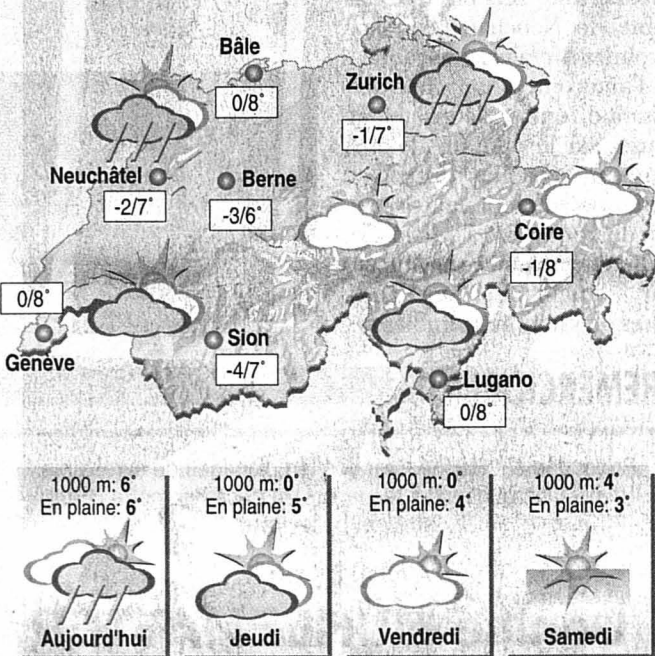 Bâle
0/8°
Zurich
-1/7°
Neuchâtel
-2/7°
Berne
-3/6°
Coire
-1/8°
0/8°
Genève
Sion
-4/7°
Lugano
0/8°
1000 m: 6°
En plaine: 6°
Aujourd'hui
1000 m: 0°
En plaine: 5°
Jeudi
1000 m: 0°
En plaine: 4°
Vendredi
1000 m: 4°
En plaine: 3°
Samedi